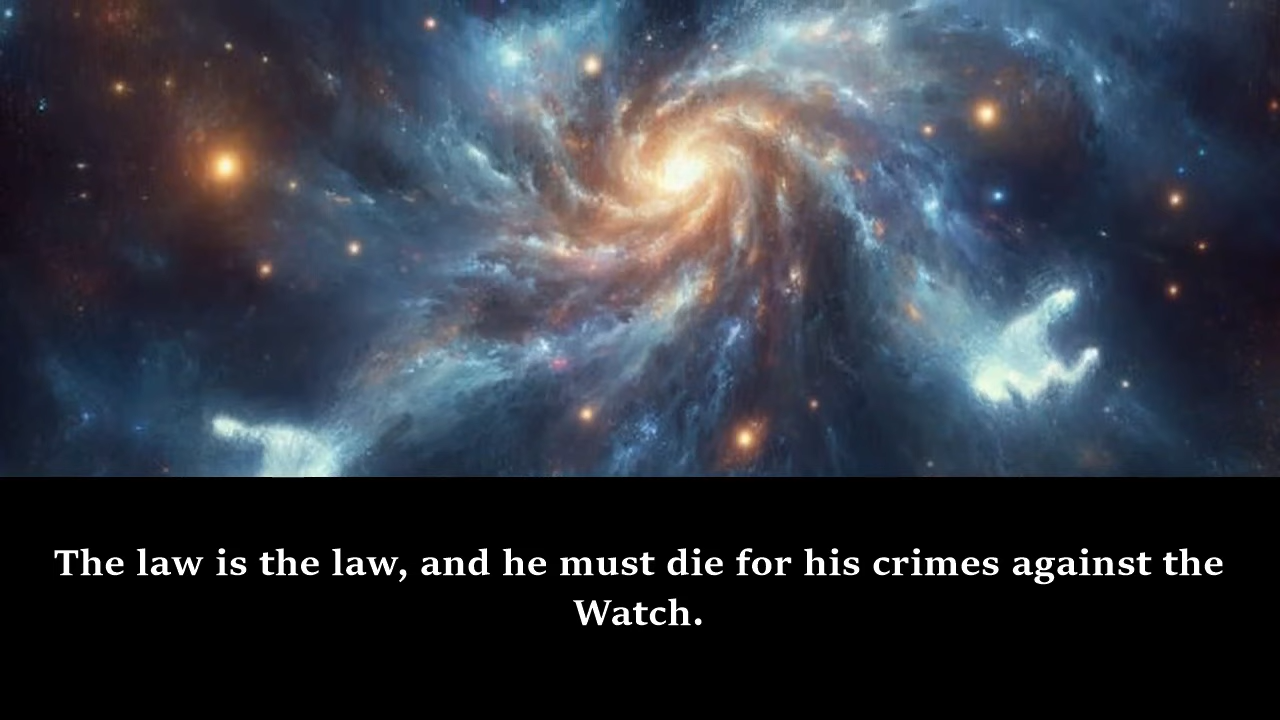 The law is the law, and he must die for his crimes against the
Watch.